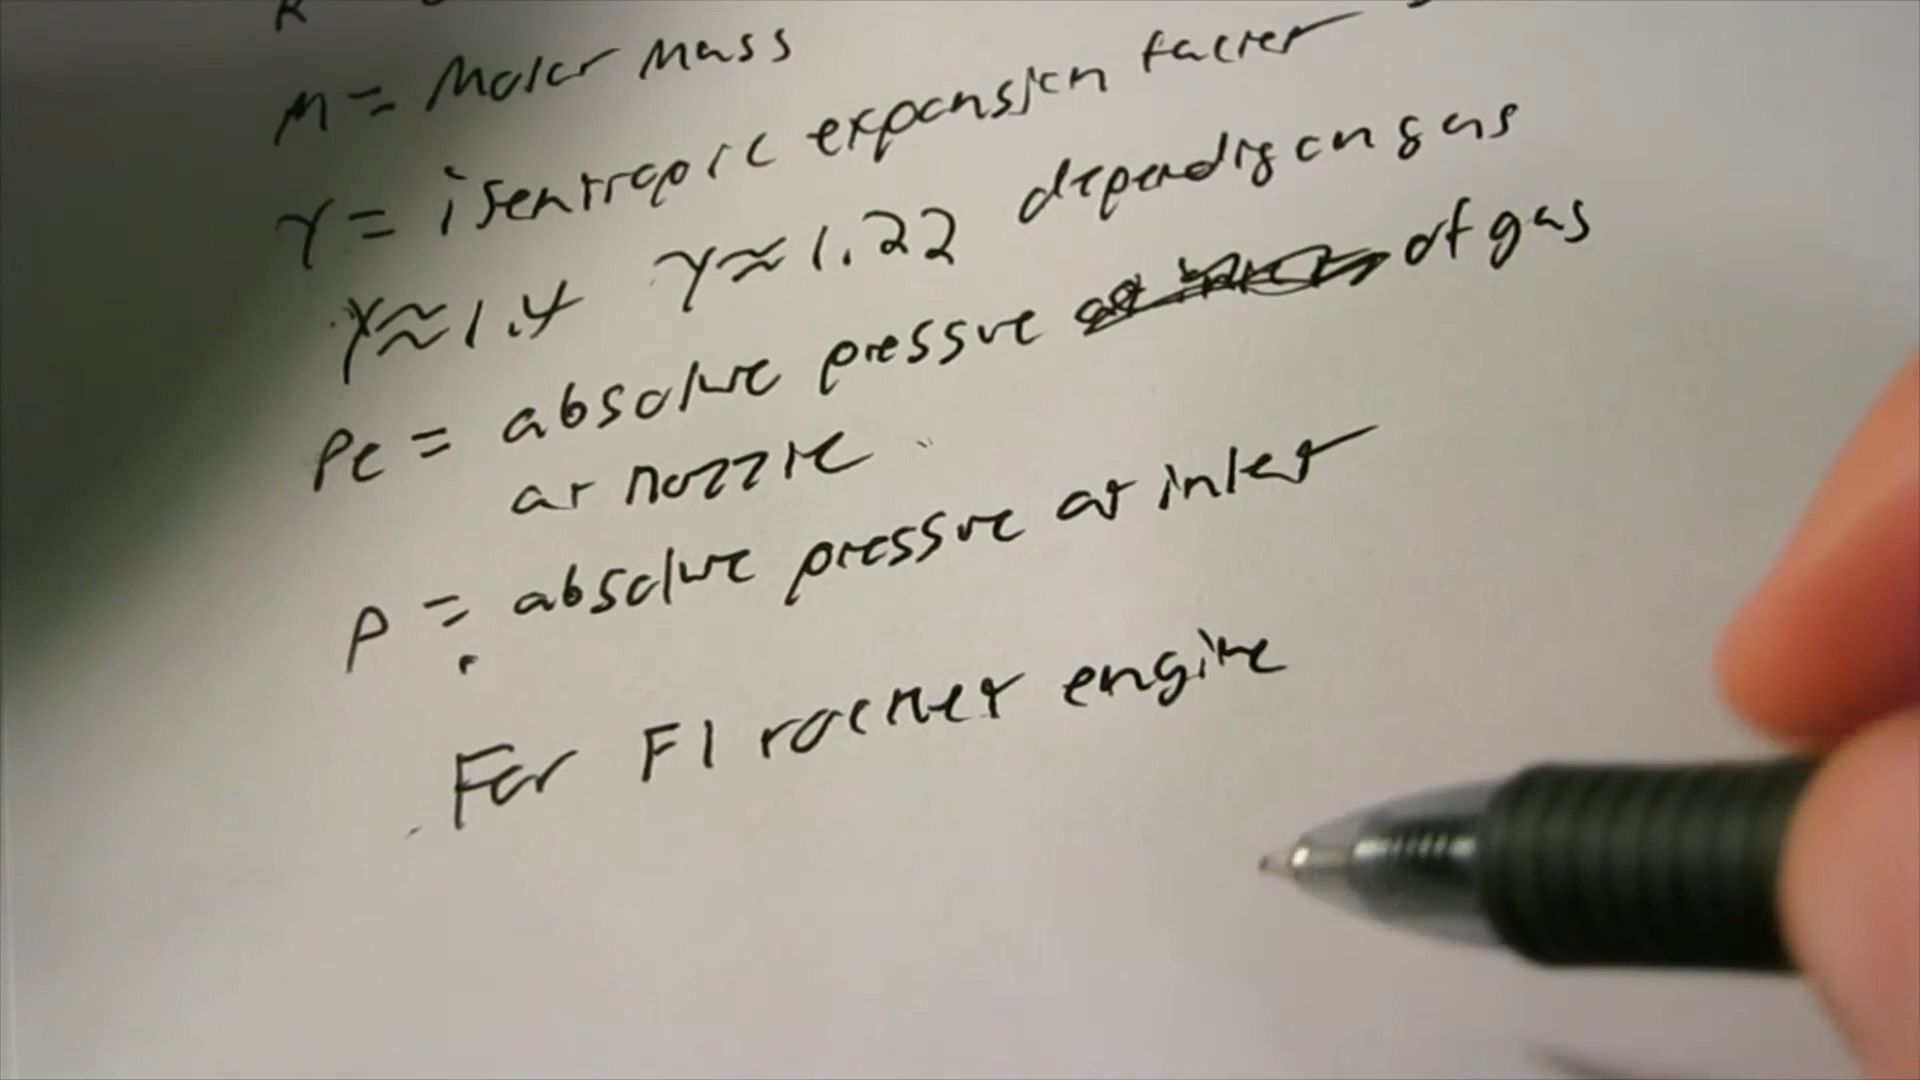 M = Molar Mass
γ = isentropic expansion factor
γ≈1.4 γ≈1.22 depending on gas
Pe = absolute pressure of gas
at nozzle
P = absolute pressure at inlet
For F1 rocket engine